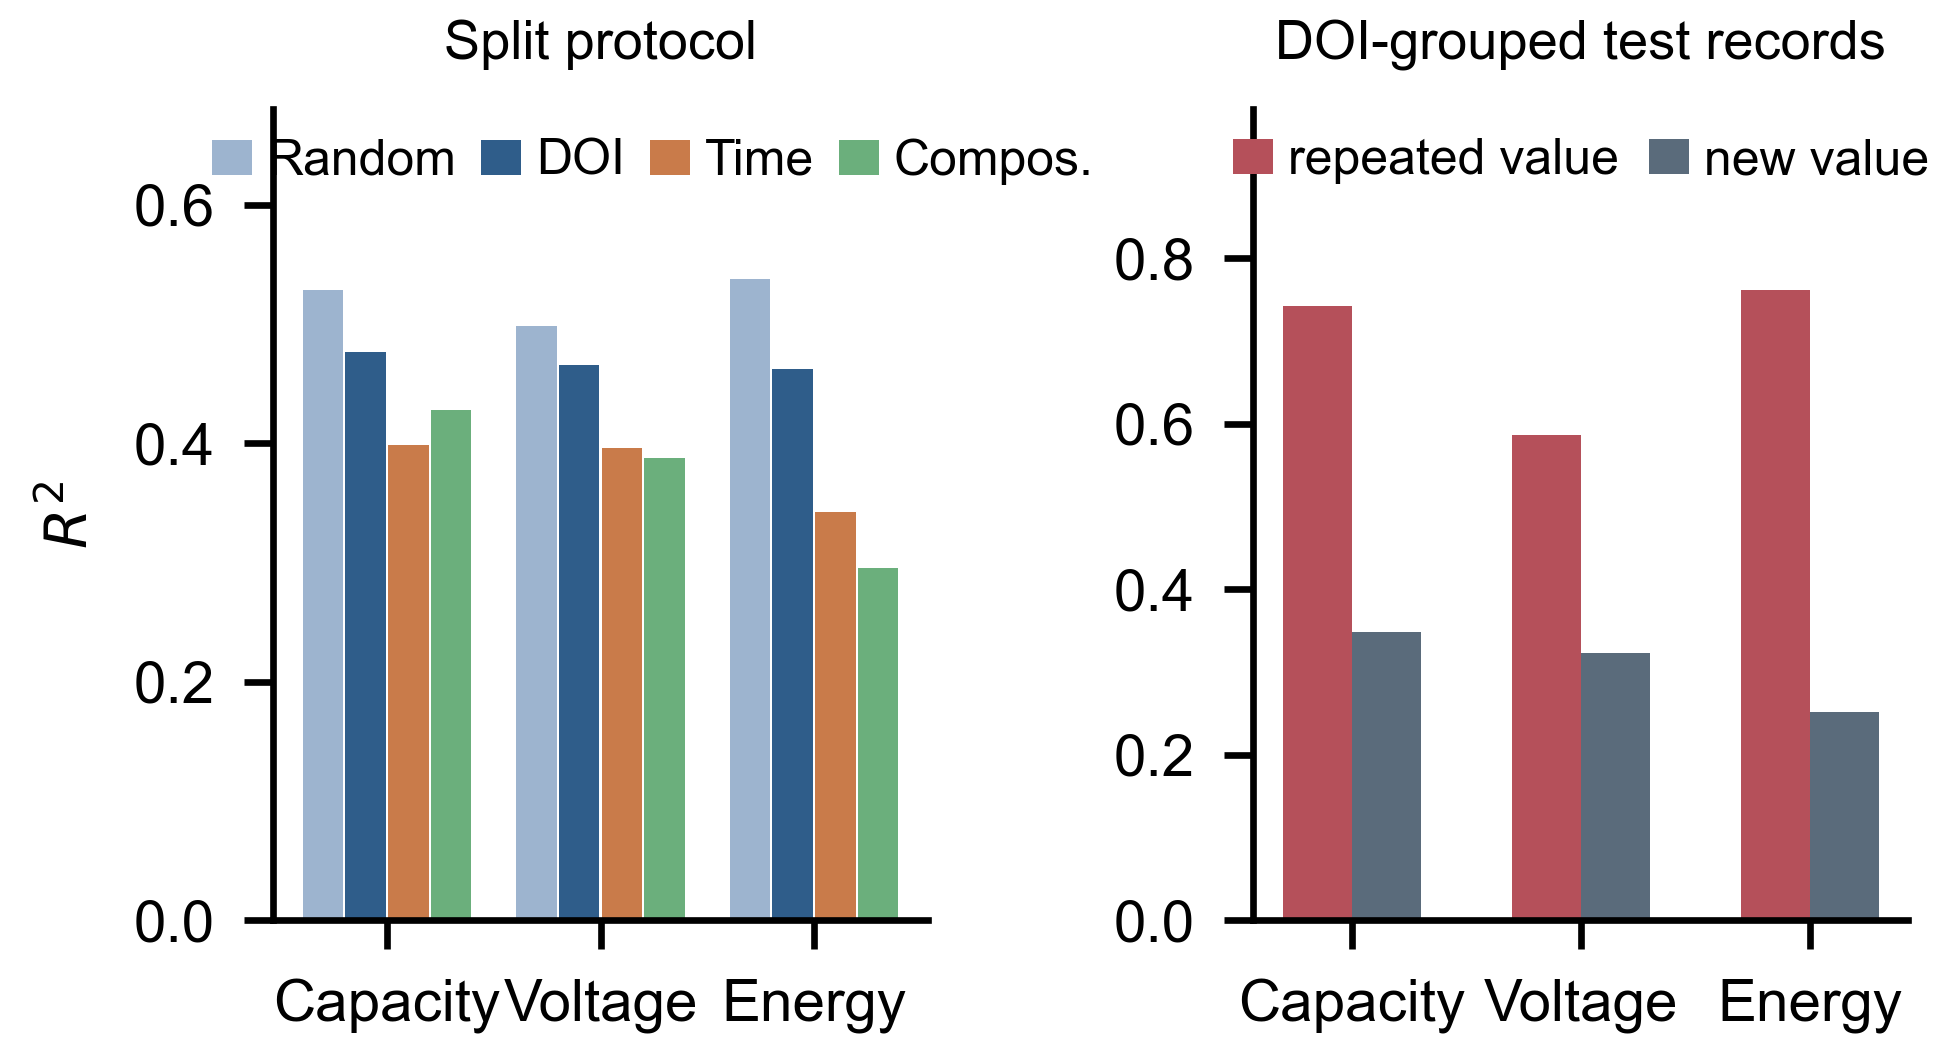 Split protocol
Random DOI Time Compos.
0.6
0.4
0.2
0.0
R²
Capacity Voltage Energy
DOI-grouped test records
repeated value new value
0.8
0.6
0.4
0.2
0.0
Capacity Voltage Energy